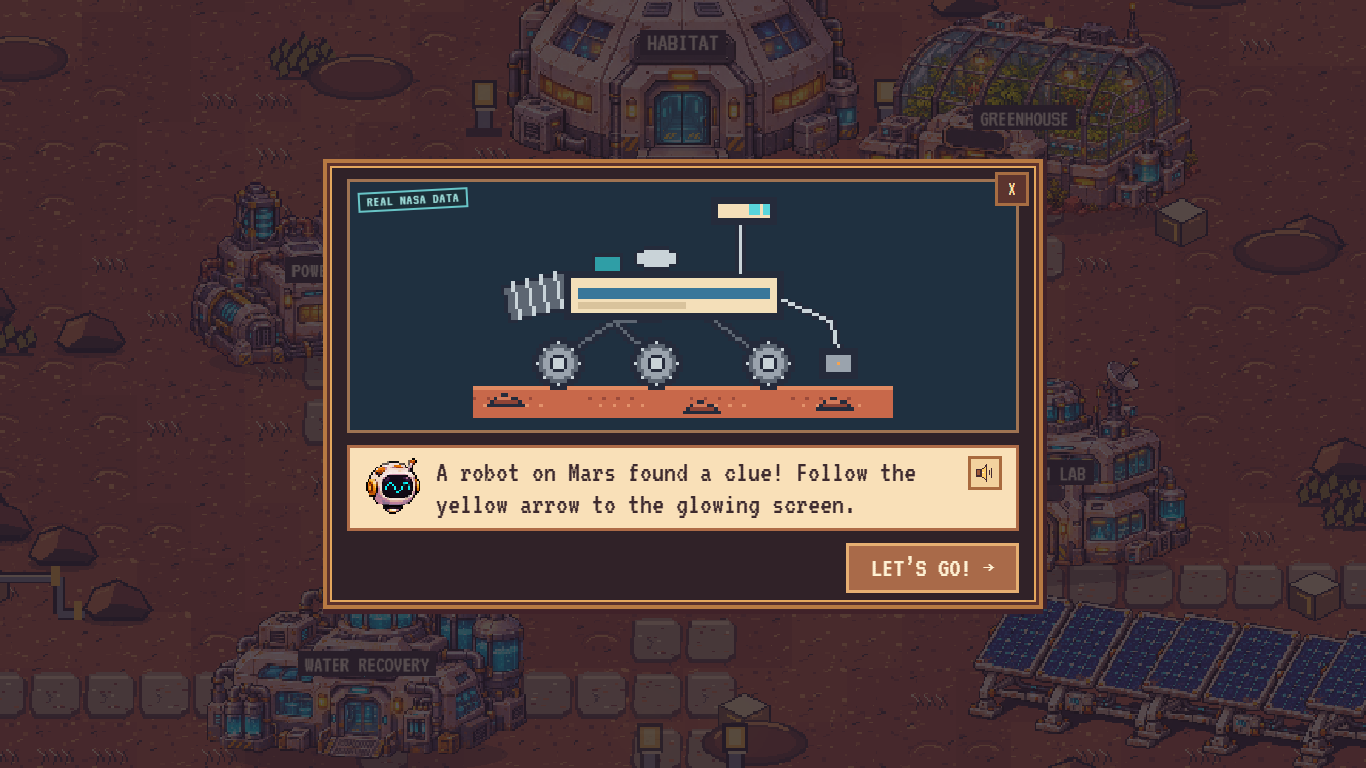 HABITAT
GREENHOUSE
REAL NASA DATA
X
A robot on Mars found a clue! Follow the
yellow arrow to the glowing screen.
LAB
LET'S GO! →
WATER RECOVERY